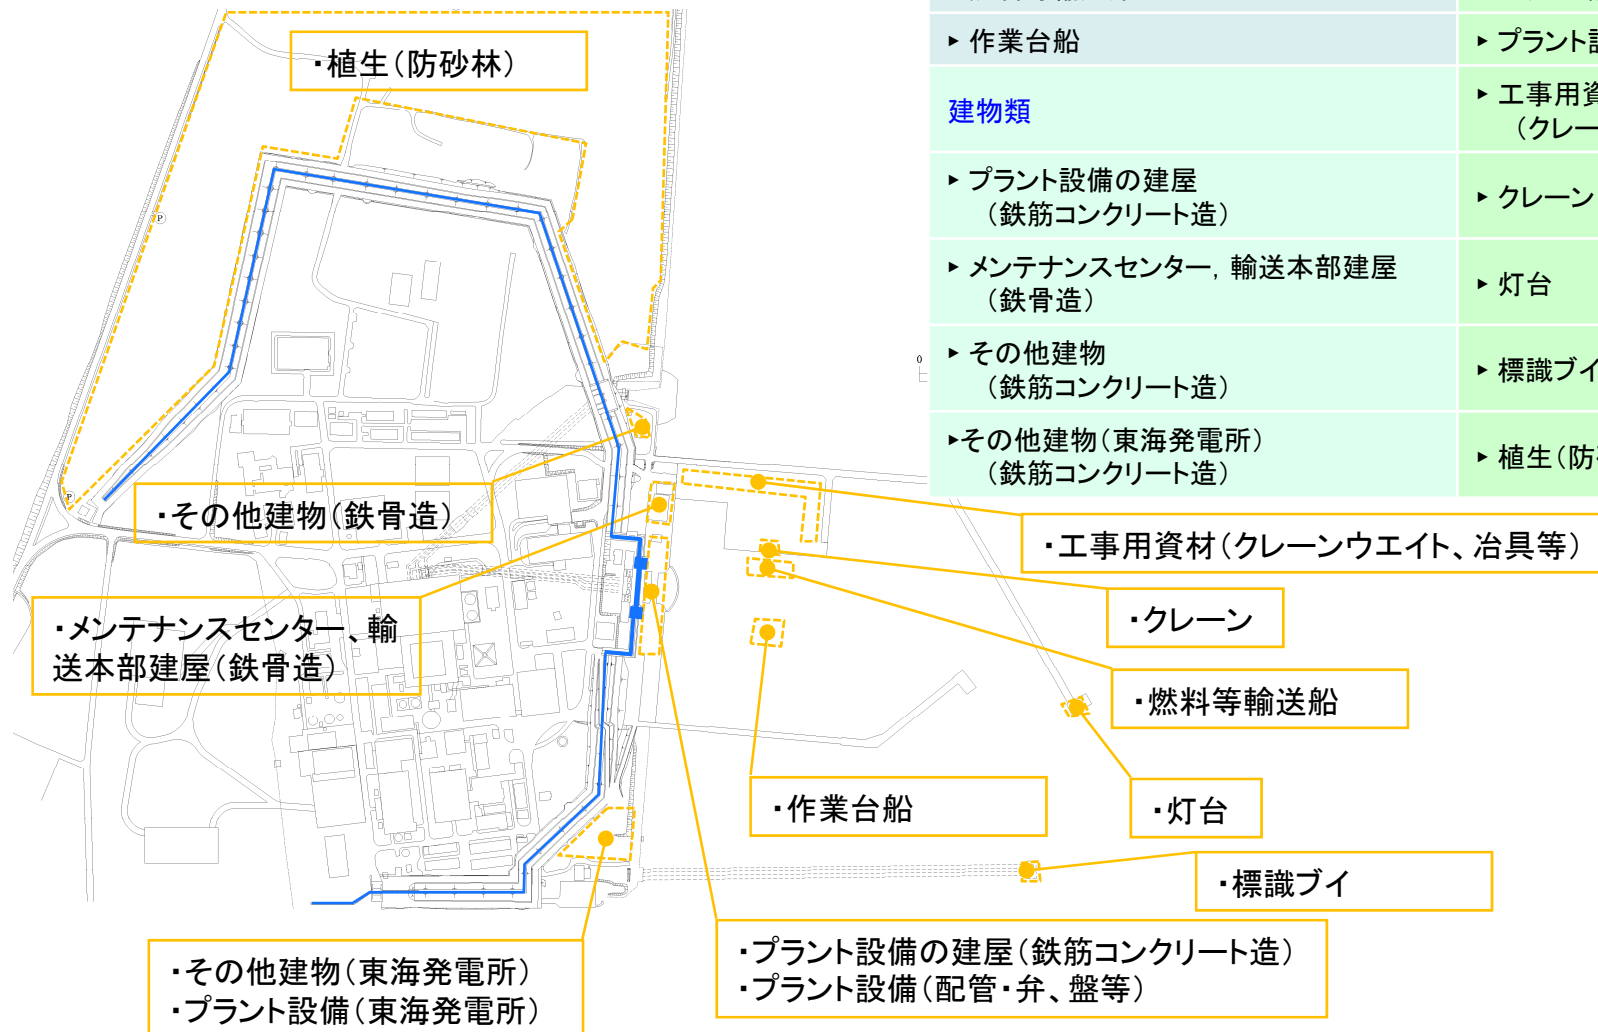 ・植生(防砂林)
▶ 作業台船
▶ プラント
建物類
▶ 工事用資
(クレー
▶ プラント設備の建屋
(鉄筋コンクリート造)
▶ クレーン
▶ メンテナンスセンター, 輸送本部建屋
(鉄骨造)
▶ 灯台
▶ その他建物
(鉄筋コンクリート造)
▶ 標識ブイ
▶その他建物(東海発電所)
(鉄筋コンクリート造)
▶ 植生(防
P
0
P
・その他建物(鉄骨造)
・工事用資材(クレーンウエイト、冶具等)
・クレーン
・メンテナンスセンター、輸
送本部建屋(鉄骨造)
・燃料等輸送船
・作業台船
・灯台
・標識ブイ
・その他建物(東海発電所)
・プラント設備(東海発電所)
・プラント設備の建屋(鉄筋コンクリート造)
・プラント設備(配管・弁、盤等)